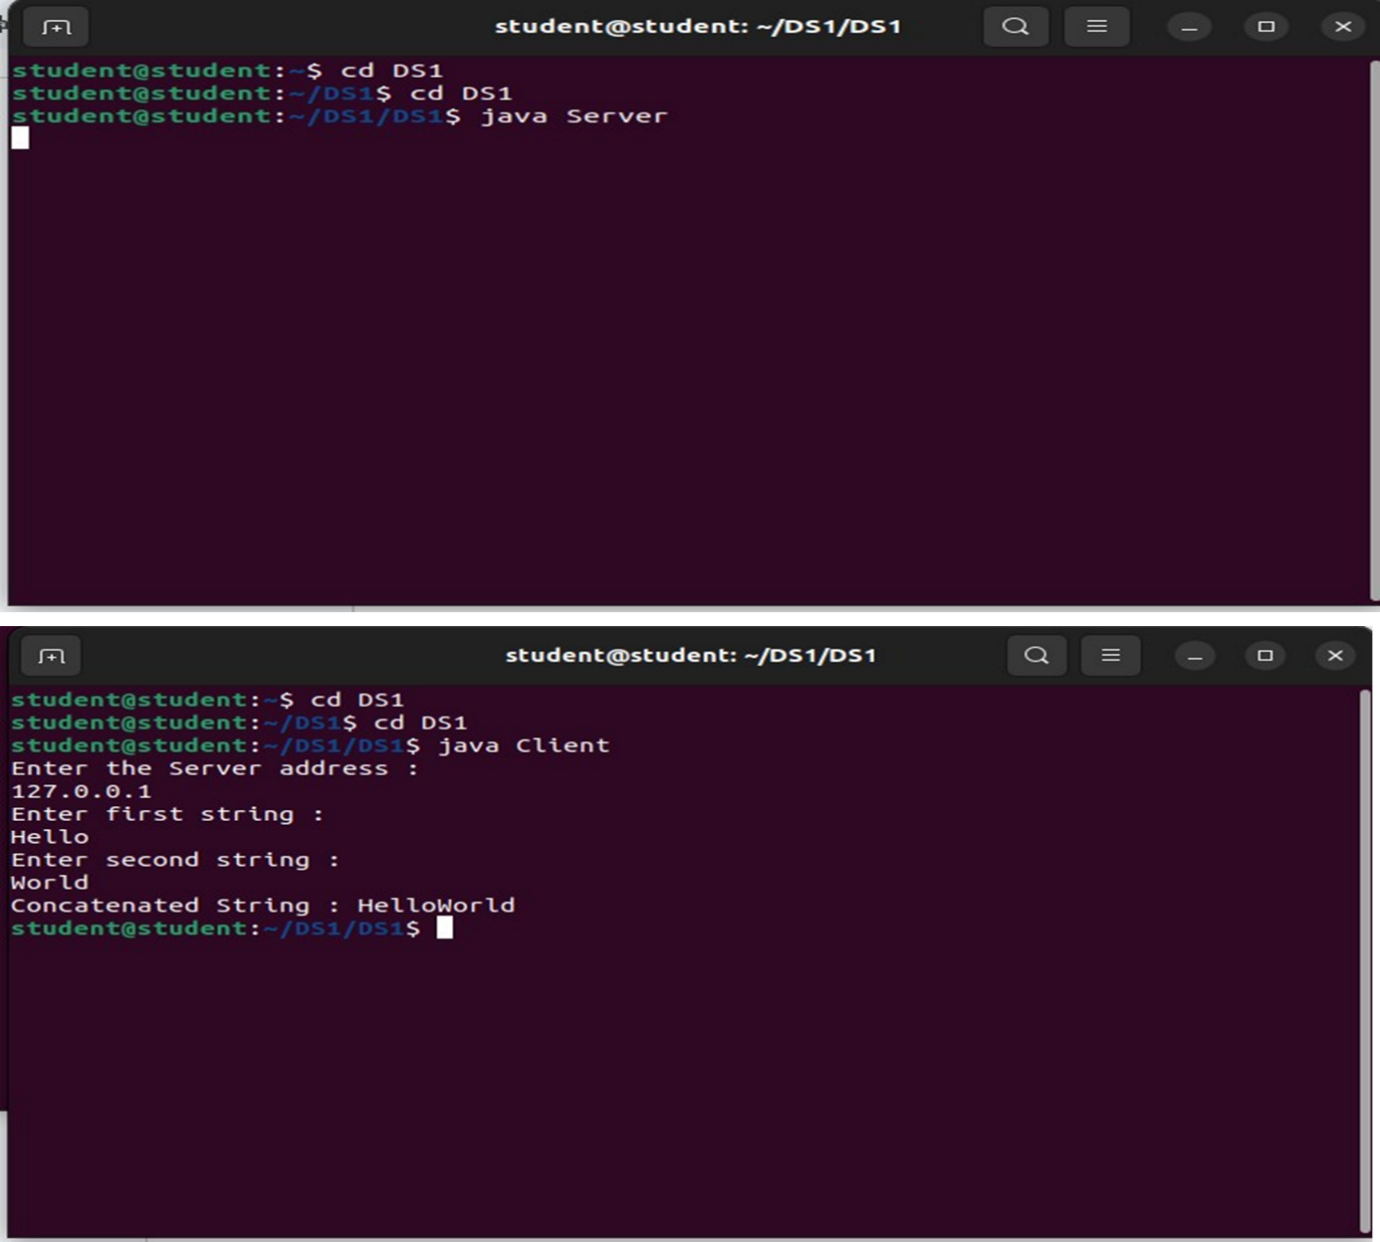 student@student: ~/DS1/DS1
student@student:~$ cd DS1
student@student:~/DS1$ cd DS1
student@student:~/DS1/DS1$ java Server
student@student: ~/DS1/DS1
student@student:~$ cd DS1
student@student:~/DS1$ cd DS1
student@student:~/DS1/DS1$ java Client
Enter the Server address :
127.0.0.1
Enter first string :
Hello
Enter second string :
World
Concatenated String : HelloWorld
student@student:~/DS1/DS1$